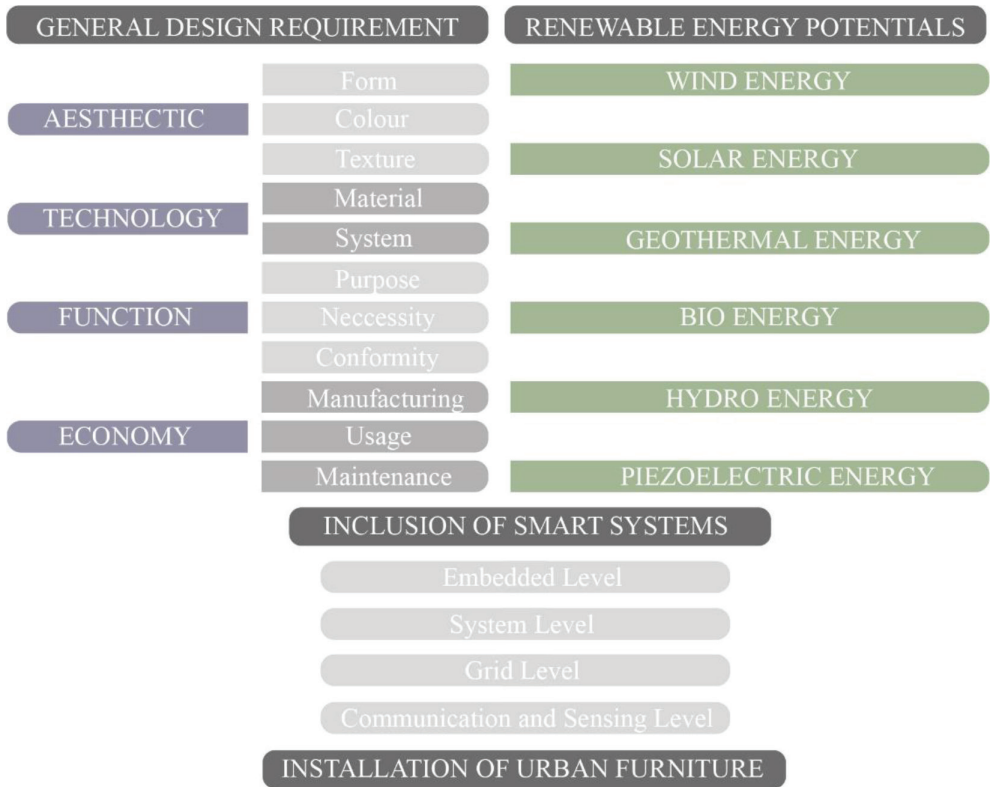 GENERAL DESIGN REQUIREMENT
AESTHECTIC
Form
Colour
Texture
TECHNOLOGY
Material
System
FUNCTION
Purpose
Neccessity
Conformity
ECONOMY
Manufacturing
Usage
Maintenance
RENEWABLE ENERGY POTENTIALS
WIND ENERGY
SOLAR ENERGY
GEOTHERMAL ENERGY
BIO ENERGY
HYDRO ENERGY
PIEZOELECTRIC ENERGY
INCLUSION OF SMART SYSTEMS
Embedded Level
System Level
Grid Level
Communication and Sensing Level
INSTALLATION OF URBAN FURNITURE